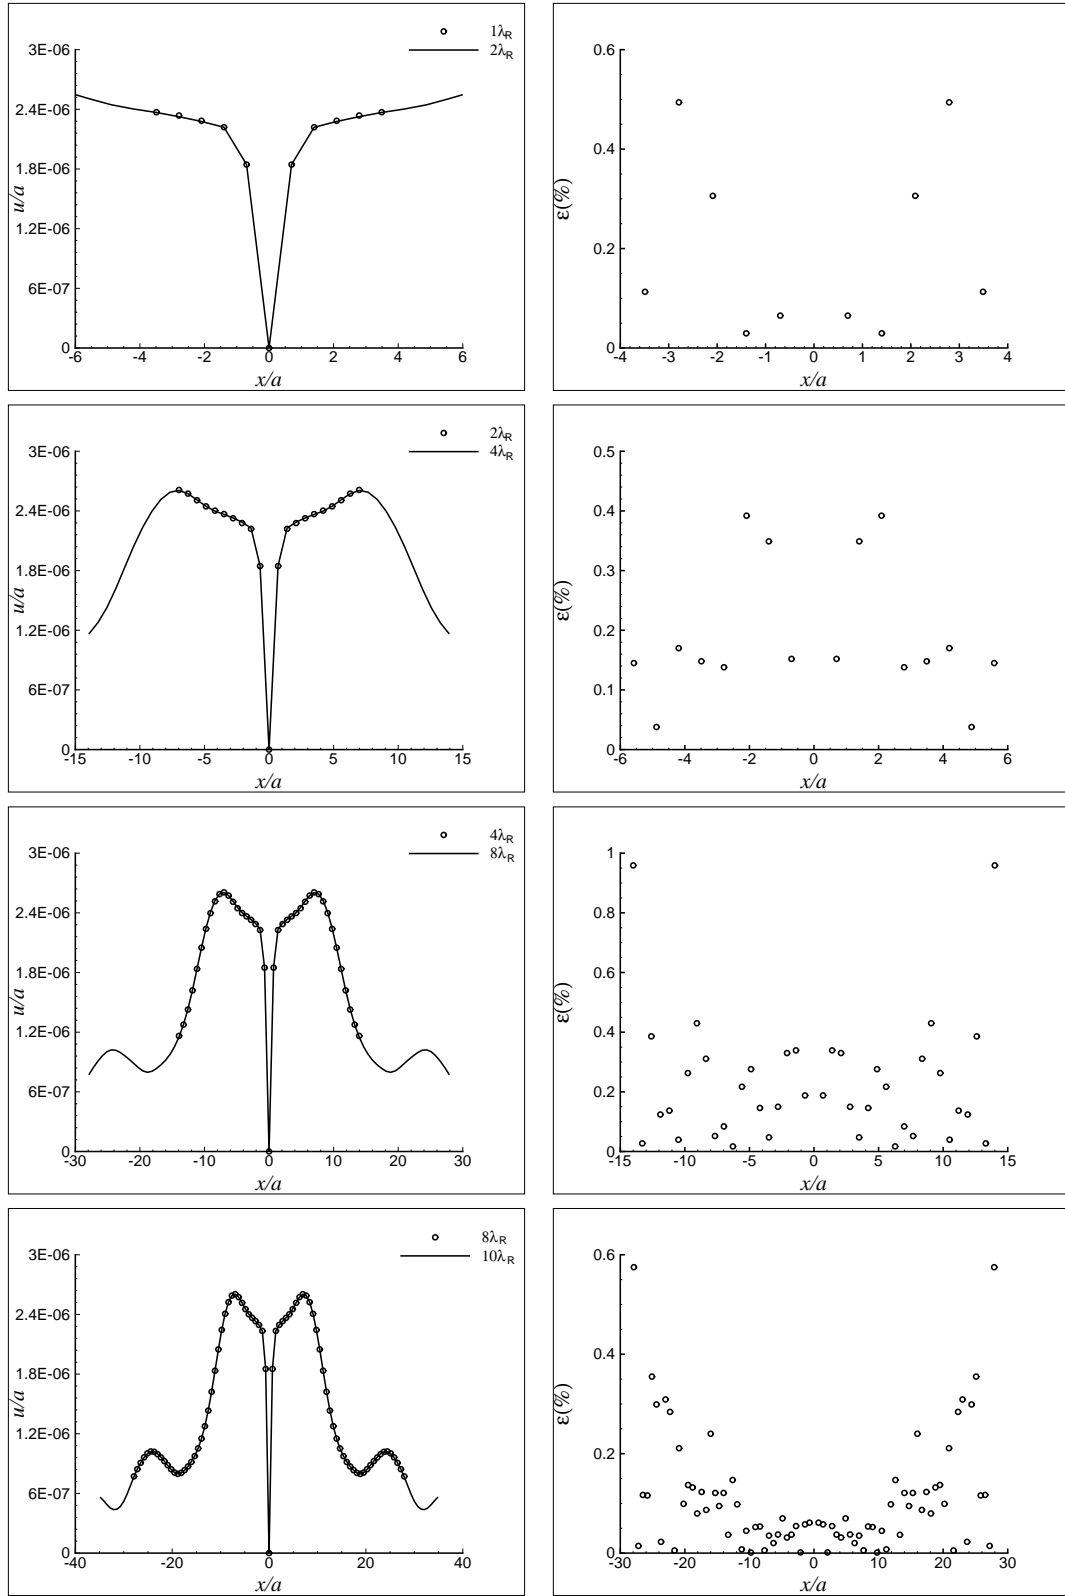 1λR
2λR
3E-06
2.4E-06
1.8E-06
1.2E-06
6E-07
0
u/a
-6 -4 -2 0 2 4 6
x/a
0.6
0.4
0.2
0
ε(%)
-4 -3 -2 -1 0 1 2 3 4
x/a
2λR
4λR
3E-06
2.4E-06
1.8E-06
1.2E-06
6E-07
0
u/a
-15 -10 -5 0 5 10 15
x/a
0.5
0.4
0.3
0.2
0.1
0
ε(%)
-6 -4 -2 0 2 4 6
x/a
4λR
8λR
3E-06
2.4E-06
1.8E-06
1.2E-06
6E-07
0
u/a
-30 -20 -10 0 10 20 30
x/a
1
0.8
0.6
0.4
0.2
0
ε(%)
-15 -10 -5 0 5 10 15
x/a
8λR
10λR
3E-06
2.4E-06
1.8E-06
1.2E-06
6E-07
0
u/a
-40 -20 0 20 40
x/a
0.6
0.4
0.2
0
ε(%)
-30 -20 -10 0 10 20 30
x/a